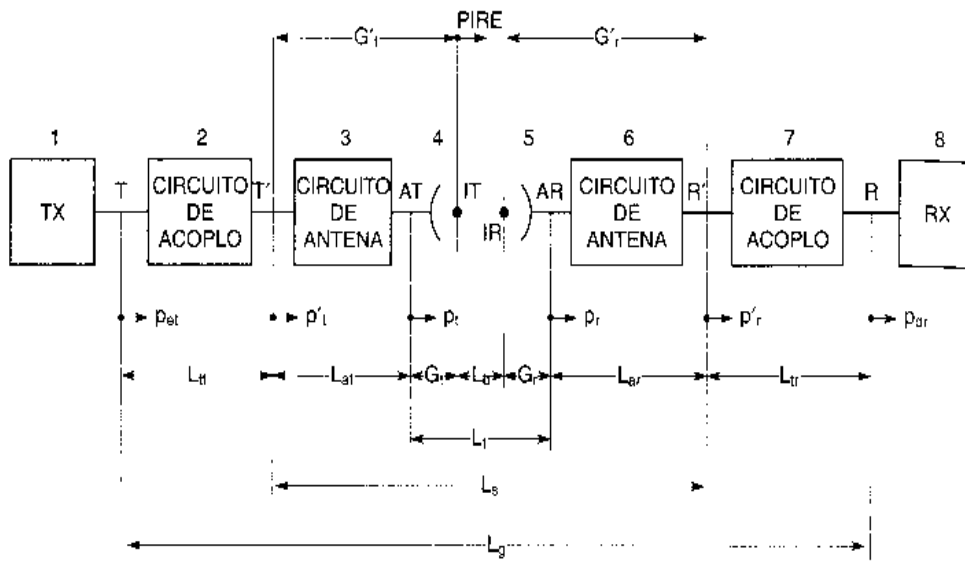 PIRE
G't G'r
1 2 3 4 5 6 7 8
TX
T
CIRCUITO
DE
ACOPLO
T'
CIRCUITO
DE
ANTENA
AT
IT
IR
AR
CIRCUITO
DE
ANTENA
R'
CIRCUITO
DE
ACOPLO
R
RX
pet p't pt pr p'r pdr
Ltt Lat G Gr Lar Ltr
Lt
Ls
Lg